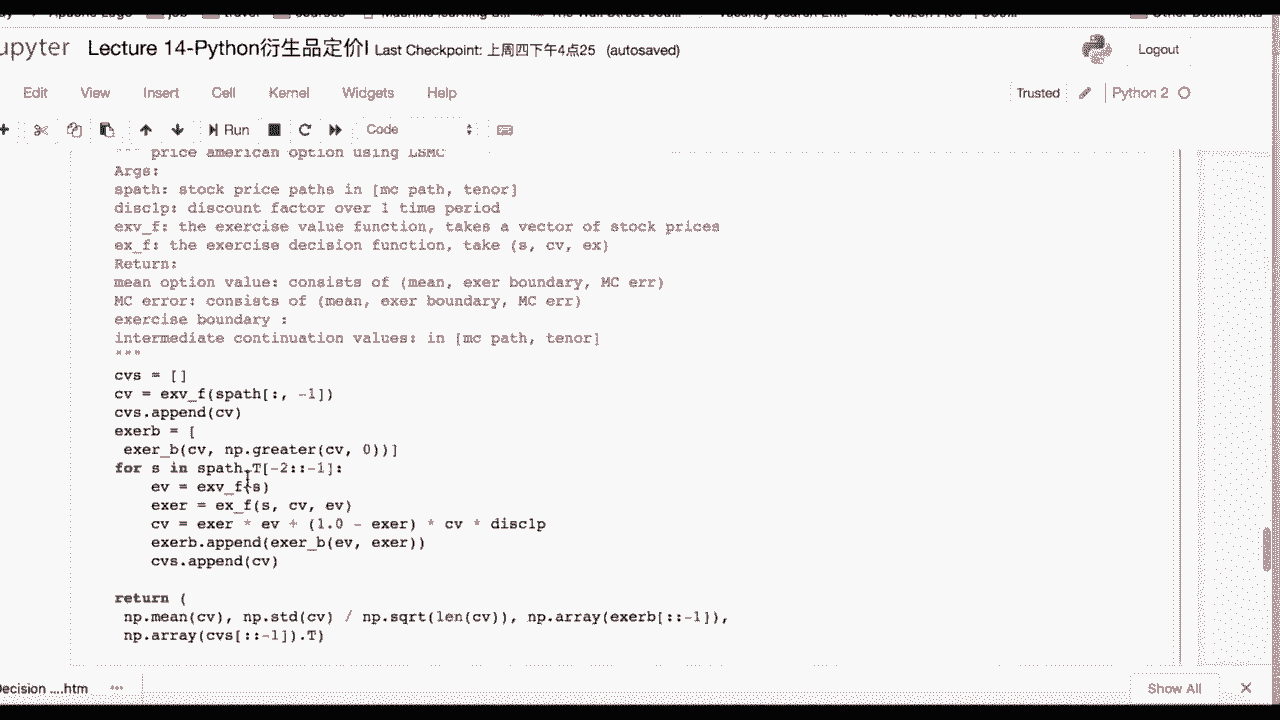 upyter Lecture 14-Python衍生品定价I Last Checkpoint: 上周四下午4点25 (autosaved) Logout
Edit View Insert Cell Kernel Widgets Help Trusted Python 2
Run Code
""" price american option using LSMC
Args:
spath: stock price paths in [mc path, tenor]
disc1p: discount factor over 1 time period
exv_f: the exercise value function, takes a vector of stock prices
ex_f: the exercise decision function, take (s, cv, ex)
Return:
mean option value: consists of (mean, exer boundary, MC err)
MC error: consists of (mean, exer boundary, MC err)
exercise boundary :
intermediate continuation values: in [mc path, tenor]
"""
cvs = []
cv = exv_f(spath[:, -1])
cvs.append(cv)
exerb = [
exer_b(cv, np.greater(cv, 0))]
for s in spath.T[-2::-1]:
ev = exv_f(s)
exer = ex_f(s, cv, ev)
cv = exer * ev + (1.0 - exer) * cv * disc1p
exerb.append(exer_b(ev, exer))
cvs.append(cv)
return (
np.mean(cv), np.std(cv) / np.sqrt(len(cv)), np.array(exerb[::-1]),
np.array(cvs[::-1]).T)
Decision ....htm Show All